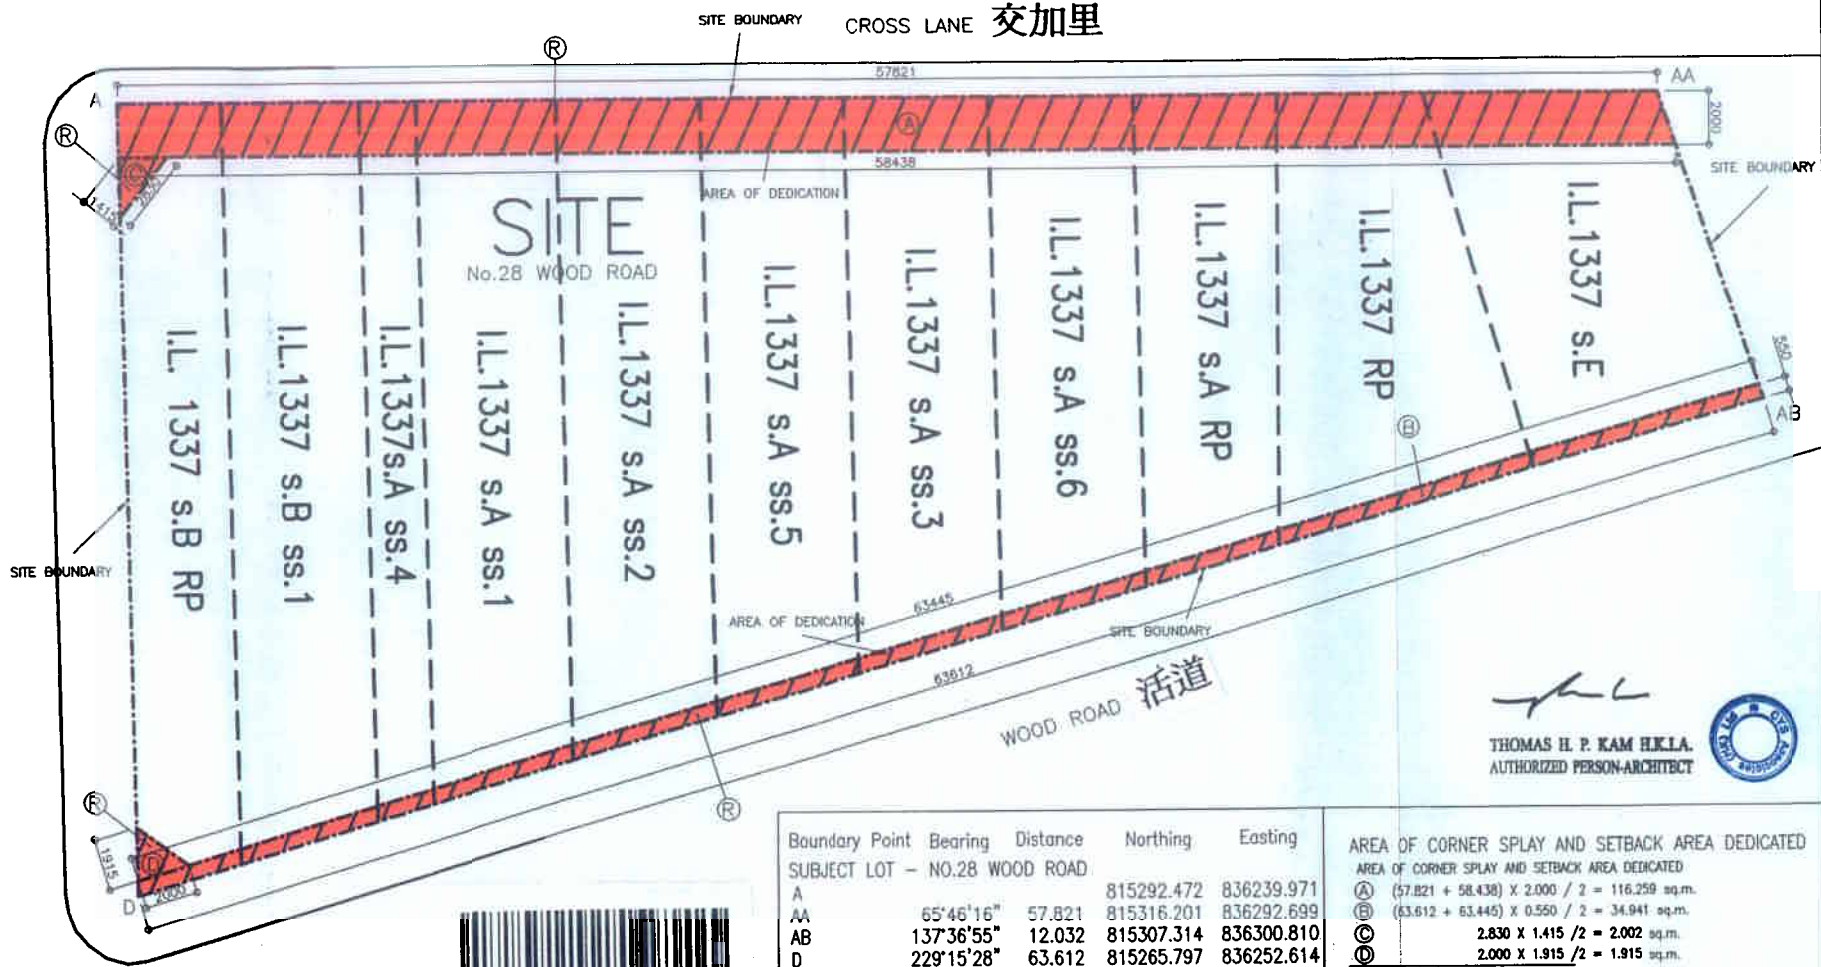 SITE BOUNDARY
CROSS LANE 交加里
R
57821
A
AA
R
A
2000
C
58438
SITE BOUNDARY
1415
2830
AREA OF DEDICATION
SITE
No.28 WOOD ROAD
I.L. 1337 s.B RP
I.L.1337 s.B ss.1
I.L.1337s.A ss.4
I.L.1337 s.A ss.1
I.L.1337 s.A ss.2
I.L.1337 s.A ss.5
I.L.1337 s.A ss.3
I.L.1337 s.A ss.6
I.L.1337 s.A RP
I.L.1337 RP
I.L.1337 s.E
550
AB
B
SITE BOUNDARY
63445
AREA OF DEDICATION
SITE BOUNDARY
63612
WOOD ROAD 活道
R
R
1915
D
2000
D
THOMAS H. P. KAM H.K.I.A.
AUTHORIZED PERSON-ARCHITECT
Boundary Point Bearing Distance Northing Easting
SUBJECT LOT - NO.28 WOOD ROAD
A 815292.472 836239.971
AA 65°46'16" 57.821 815316.201 836292.699
AB 137°36'55" 12.032 815307.314 836300.810
D 229°15'28" 63.612 815265.797 836252.614
AREA OF CORNER SPLAY AND SETBACK AREA DEDICATED
AREA OF CORNER SPLAY AND SETBACK AREA DEDICATED
A (57.821 + 58.438) X 2.000 / 2 = 116.259 sq.m.
B (63.612 + 63.445) X 0.550 / 2 = 34.941 sq.m.
C 2.830 X 1.415 /2 = 2.002 sq.m.
D 2.000 X 1.915 /2 = 1.915 sq.m.